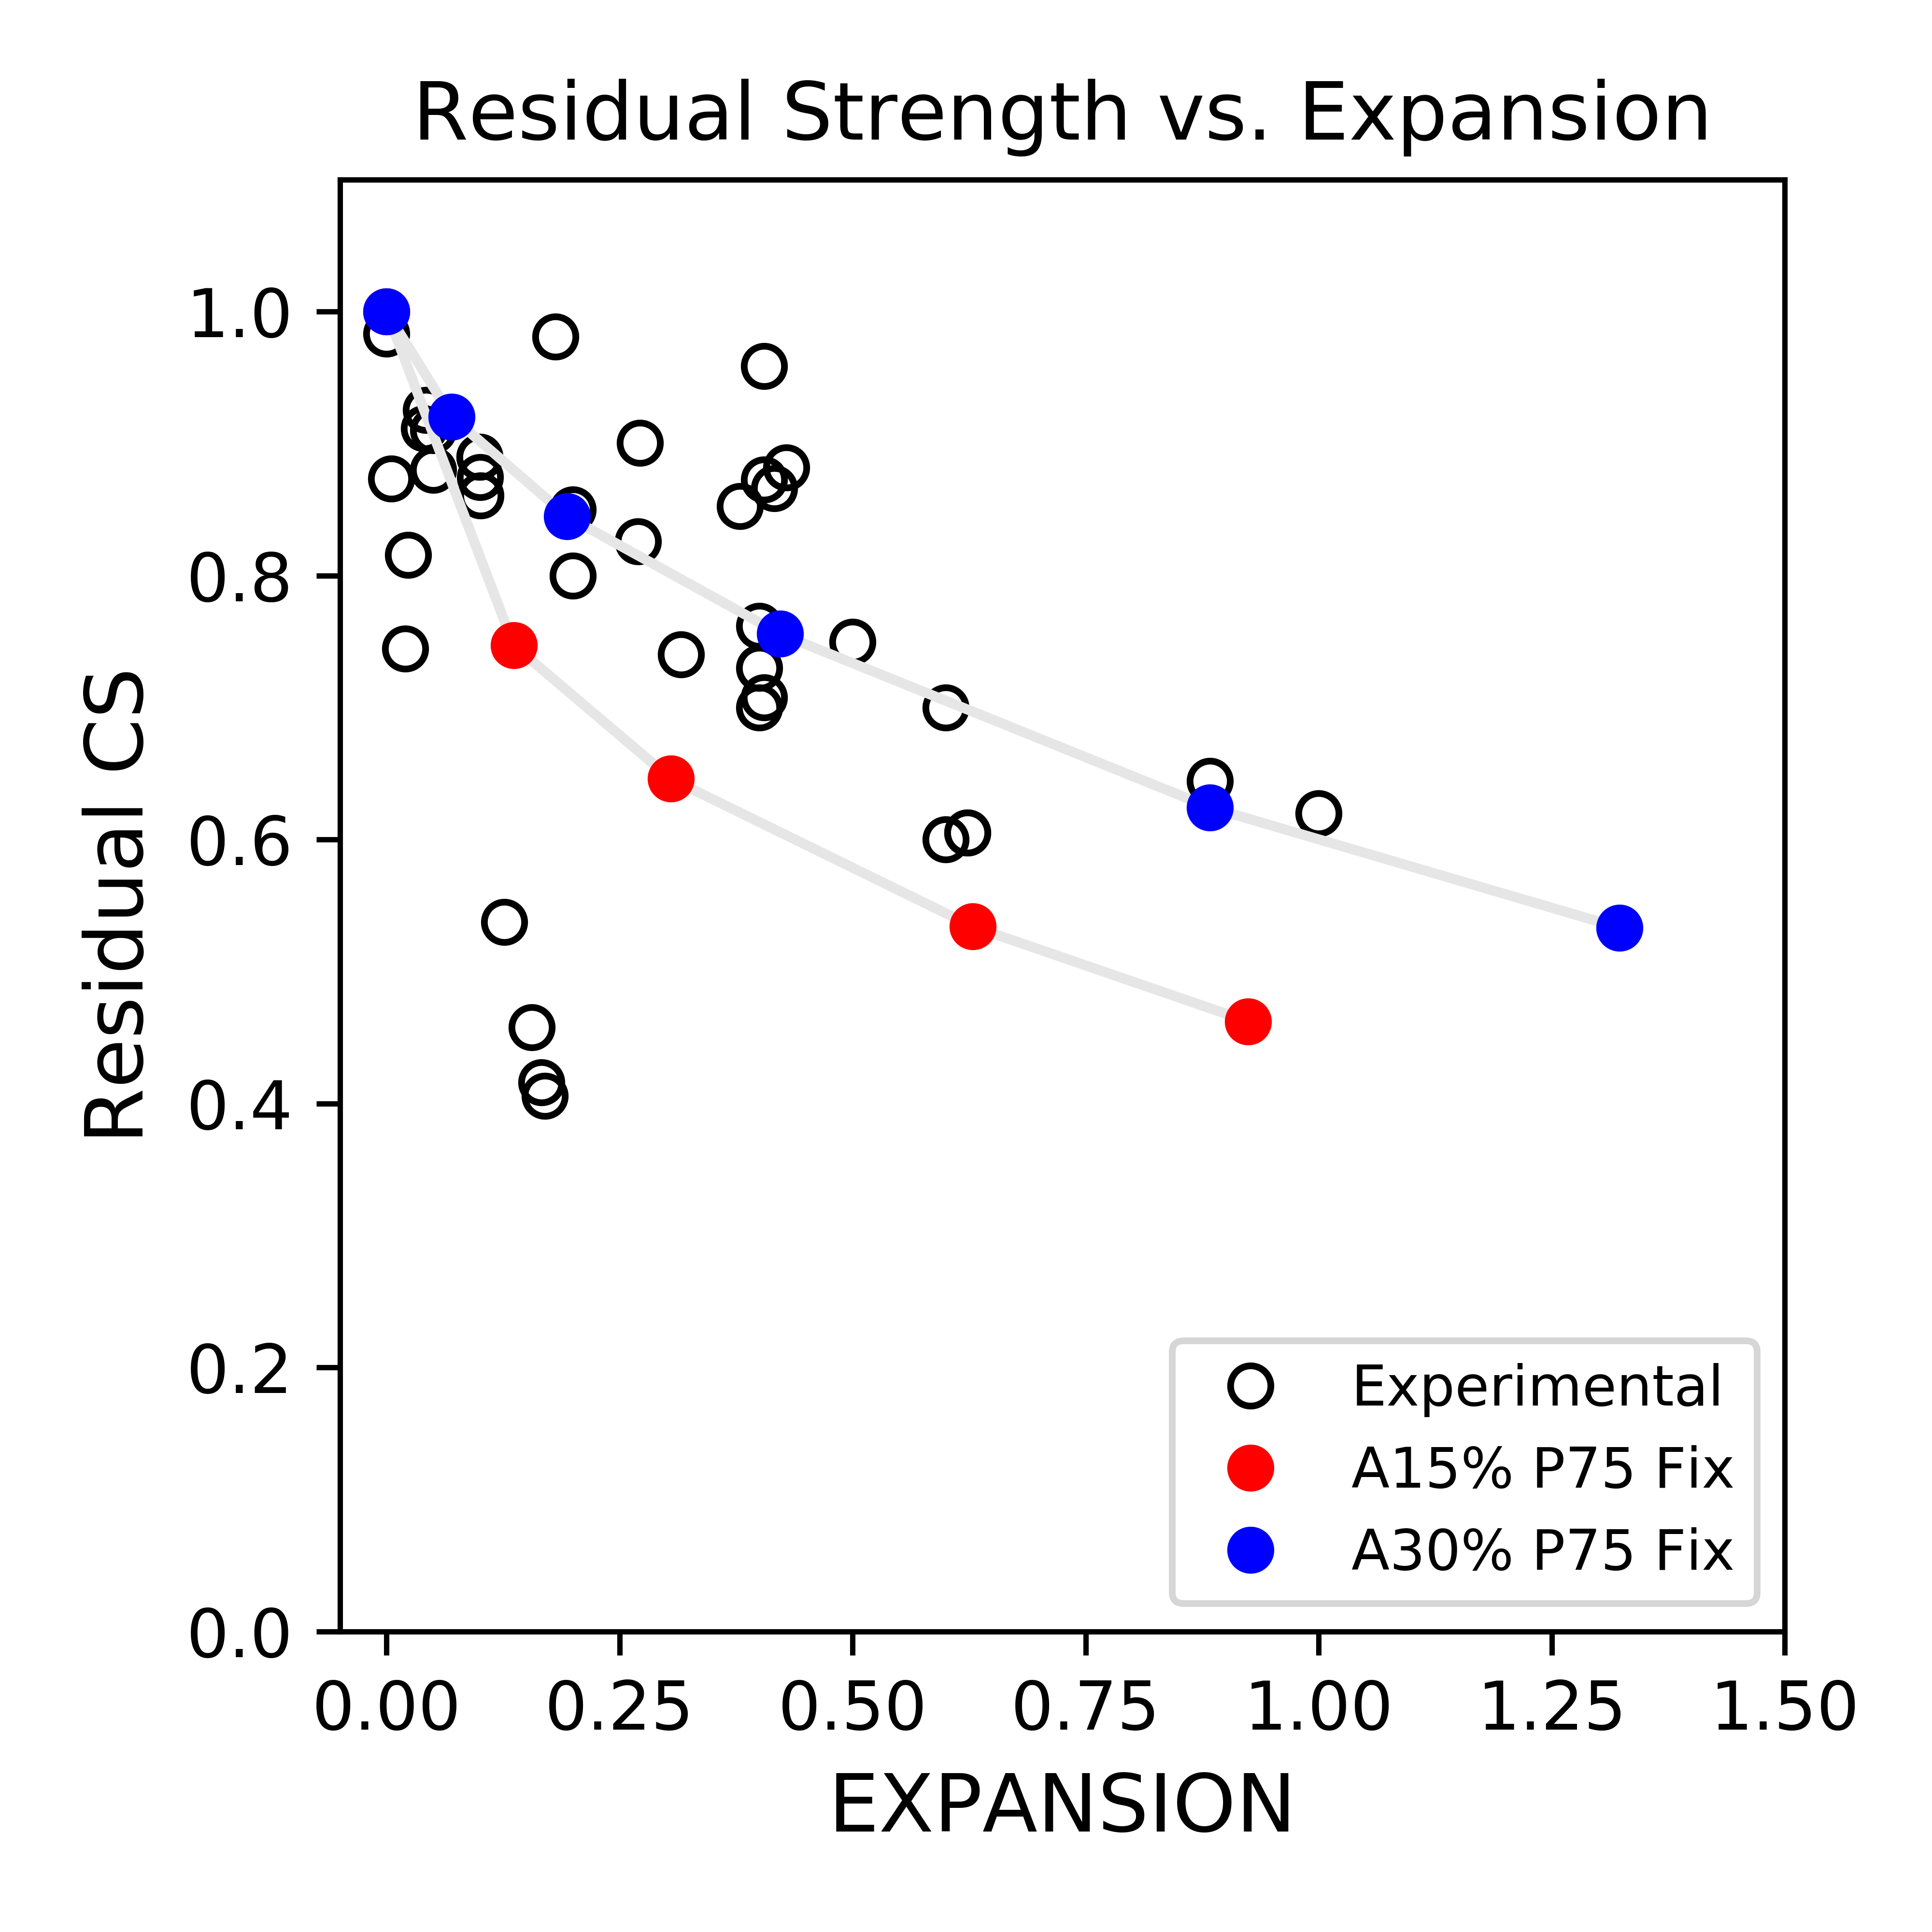 Residual Strength vs. Expansion
1.0
0.8
0.6
0.4
0.2
0.0
Residual CS
0.00 0.25 0.50 0.75 1.00 1.25 1.50
EXPANSION
Experimental
A15% P75 Fix
A30% P75 Fix